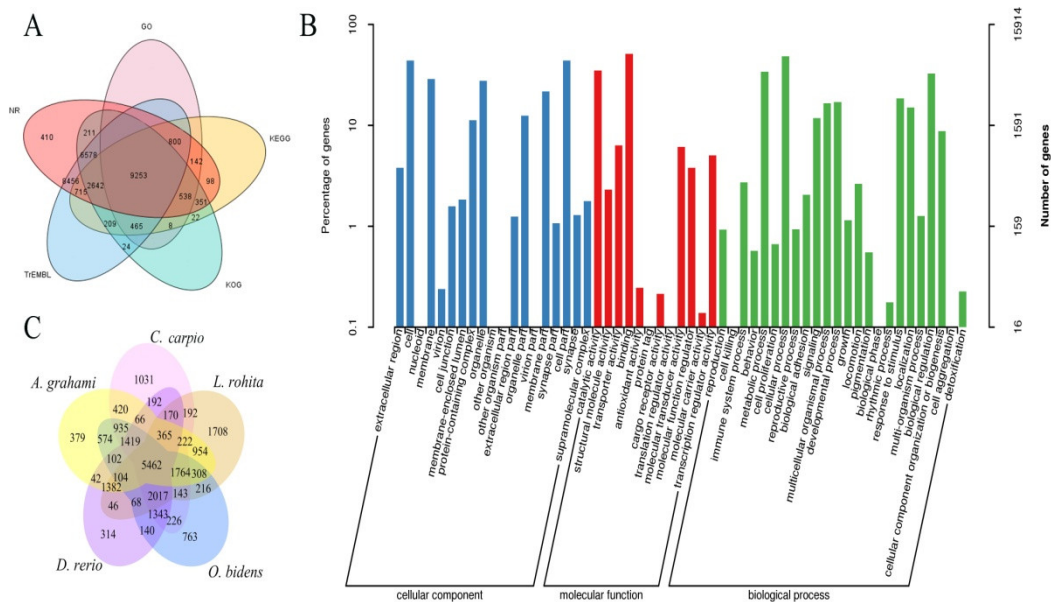 A
GO
NR
KEGG
TrEMBL
KOG
410
211
800
142
98
6578
8456
715
2642
9253
538
351
22
209
465
8
24
B
Percentage of genes
100
10
1
0.1
Number of genes
15914
1591
159
16
extracellular region
cell
nucleoid
membrane
virion
cell junction
membrane-enclosed lumen
protein-containing complex
organelle
other organism
other organism part
extracellular region part
organelle part
virion part
membrane part
synapse part
cell part
synapse
supramolecular complex
catalytic activity
structural molecule activity
transporter activity
binding
antioxidant activity
protein tag
cargo receptor activity
translation regulator activity
molecular transducer activity
molecular function regulator
molecular carrier activity
transcription regulator activity
reproduction
cell killing
immune system process
behavior
metabolic process
cell proliferation
cellular process
reproductive process
biological adhesion
signaling
multicellular organismal process
developmental process
growth
locomotion
pigmentation
biological phase
rhythmic process
response to stimulus
localization
multi-organism process
biological regulation
cellular component organization or biogenesis
cell aggregation
detoxification
cellular component
molecular function
biological process
C
C. carpio
A. grahami
L. rohita
D. rerio
O. bidens
1031
420
192
170
192
66
935
365
222
1708
379
574
1419
954
102
5462
1764
308
42
104
216
1382
143
46
68
2017
1343
226
314
140
763